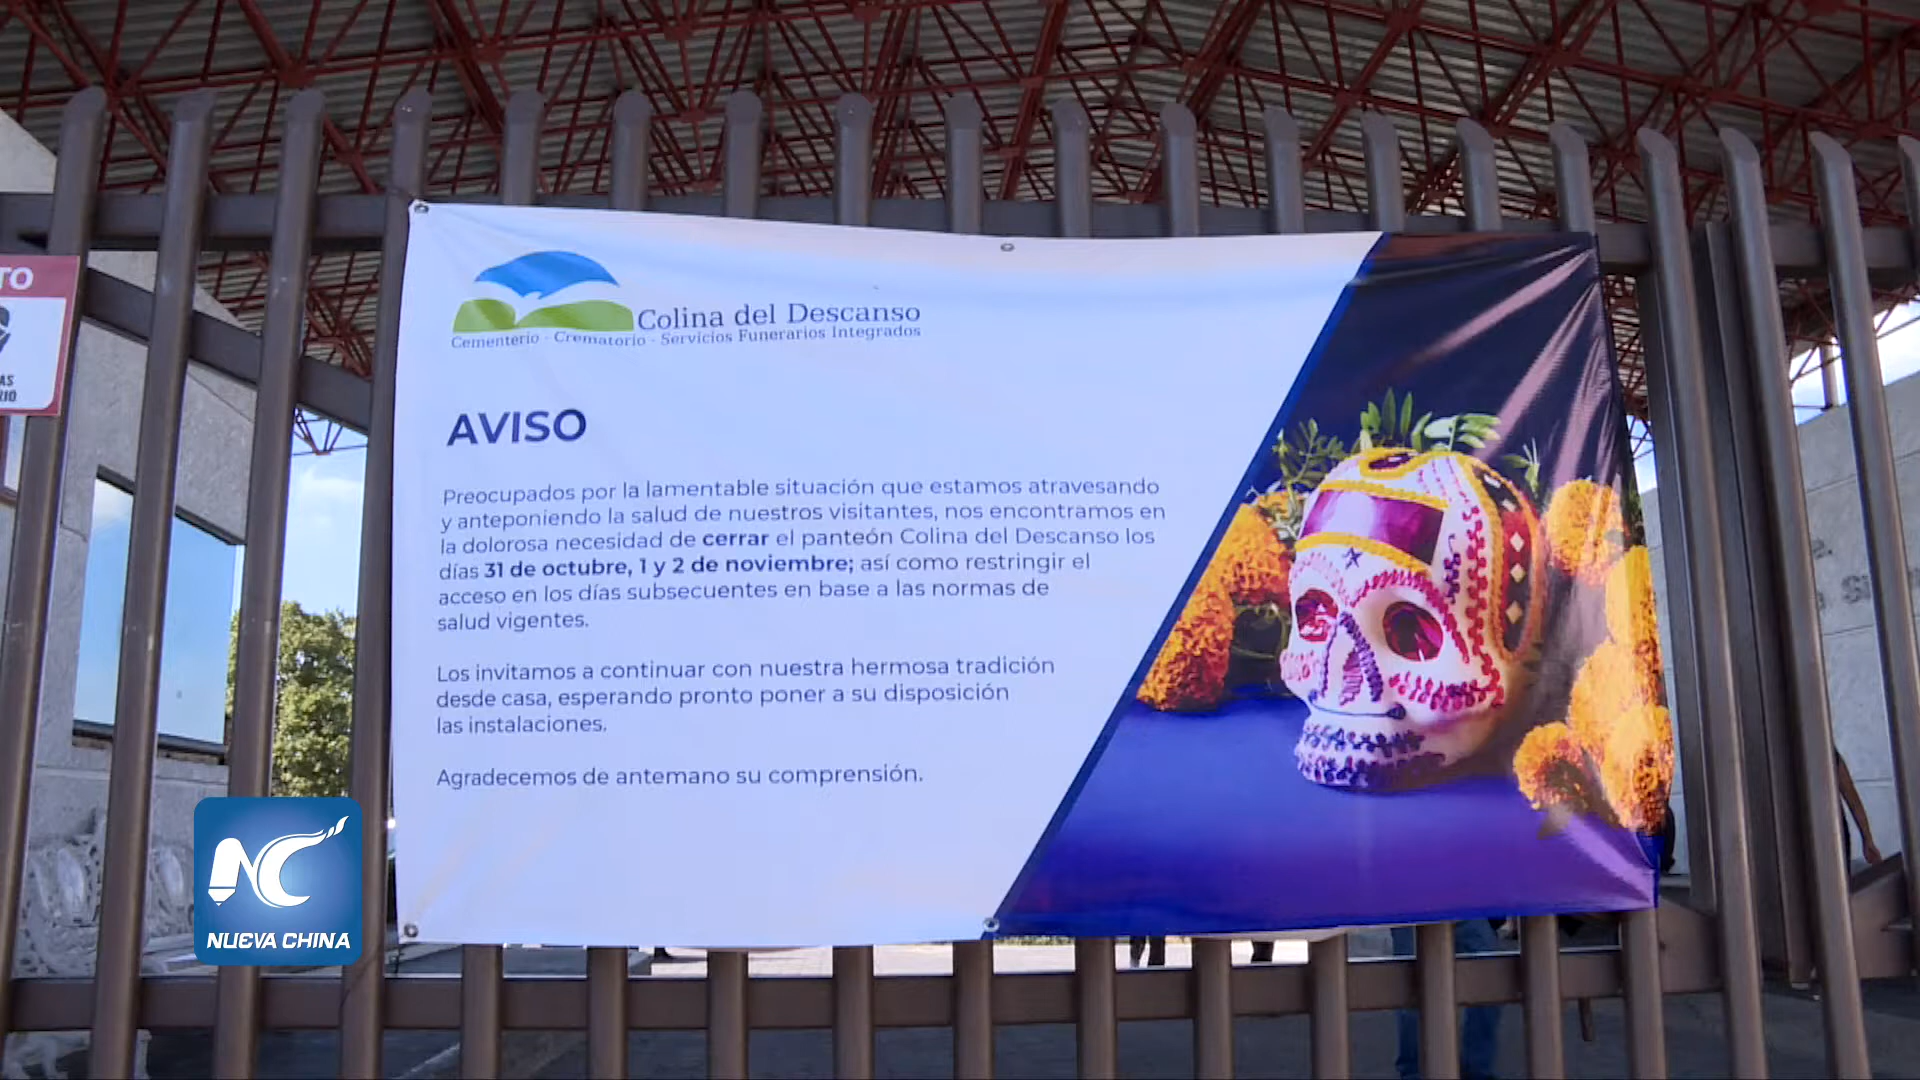 Colina del Descanso
Cementerio - Crematorio - Servicios Funerarios Integrados
AVISO
Preocupados por la lamentable situación que estamos atravesando
y anteponiendo la salud de nuestros visitantes, nos encontramos en
la dolorosa necesidad de cerrar el panteón Colina del Descanso los
días 31 de octubre, 1 y 2 de noviembre; así como restringir el
acceso en los días subsecuentes en base a las normas de
salud vigentes.
Los invitamos a continuar con nuestra hermosa tradición
desde casa, esperando pronto poner a su disposición
las instalaciones.
Agradecemos de antemano su comprensión.
NC
NUEVA CHINA